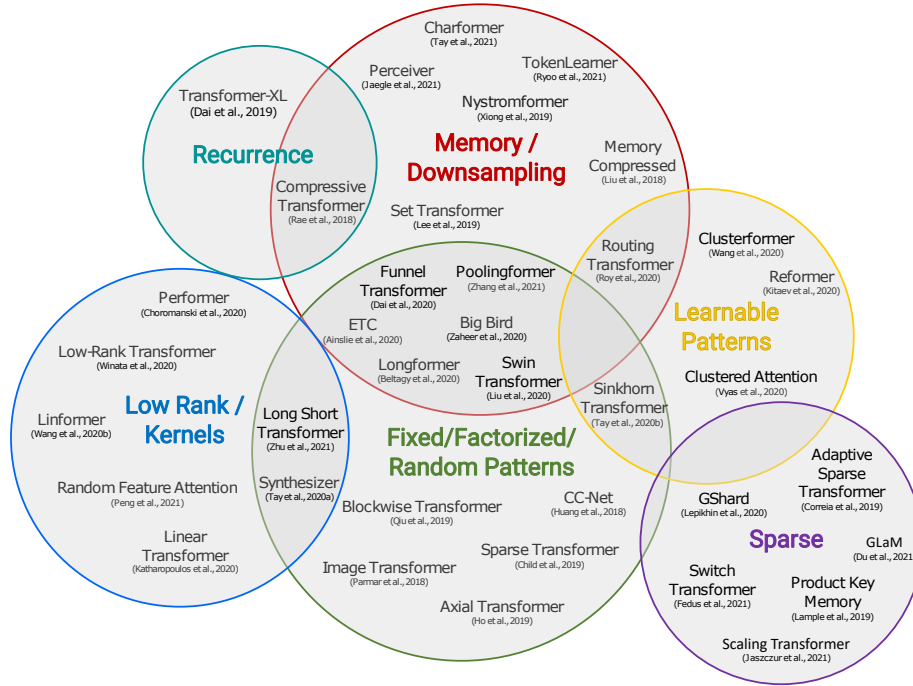 Charformer
(Tay et al., 2021)
TokenLearner
(Ryoo et al., 2021)
Perceiver
(Jaegle et al., 2021)
Transformer-XL
(Dai et al., 2019)
Nystromformer
(Xiong et al., 2019)
Recurrence
Memory /
Downsampling
Memory
Compressed
(Liu et al., 2018)
Compressive
Transformer
(Rae et al., 2018)
Set Transformer
(Lee et al., 2019)
Routing
Transformer
(Roy et al., 2020)
Clusterformer
(Wang et al., 2020)
Reformer
(Kitaev et al., 2020)
Funnel
Transformer
(Dai et al., 2020)
Poolingformer
(Zhang et al., 2021)
Performer
(Choromanski et al., 2020)
ETC
(Ainslie et al., 2020)
Big Bird
(Zaheer et al., 2020)
Learnable
Patterns
Low-Rank Transformer
(Winata et al., 2020)
Longformer
(Beltagy et al., 2020)
Swin
Transformer
(Liu et al., 2020)
Sinkhorn
Transformer
(Tay et al., 2020b)
Clustered Attention
(Vyas et al., 2020)
Linformer
(Wang et al., 2020b)
Low Rank /
Kernels
Long Short
Transformer
(Zhu et al., 2021)
Fixed/Factorized/
Random Patterns
Adaptive
Sparse
Transformer
(Correia et al., 2019)
Random Feature Attention
(Peng et al., 2021)
Synthesizer
(Tay et al., 2020a)
Blockwise Transformer
(Qiu et al., 2019)
CC-Net
(Huang et al., 2018)
GShard
(Lepikhin et al., 2020)
Sparse
GLaM
(Du et al., 2021)
Linear
Transformer
(Katharopoulos et al., 2020)
Image Transformer
(Parmar et al., 2018)
Sparse Transformer
(Child et al., 2019)
Switch
Transformer
(Fedus et al., 2021)
Product Key
Memory
(Lample et al., 2019)
Axial Transformer
(Ho et al., 2019)
Scaling Transformer
(Jaszczur et al., 2021)